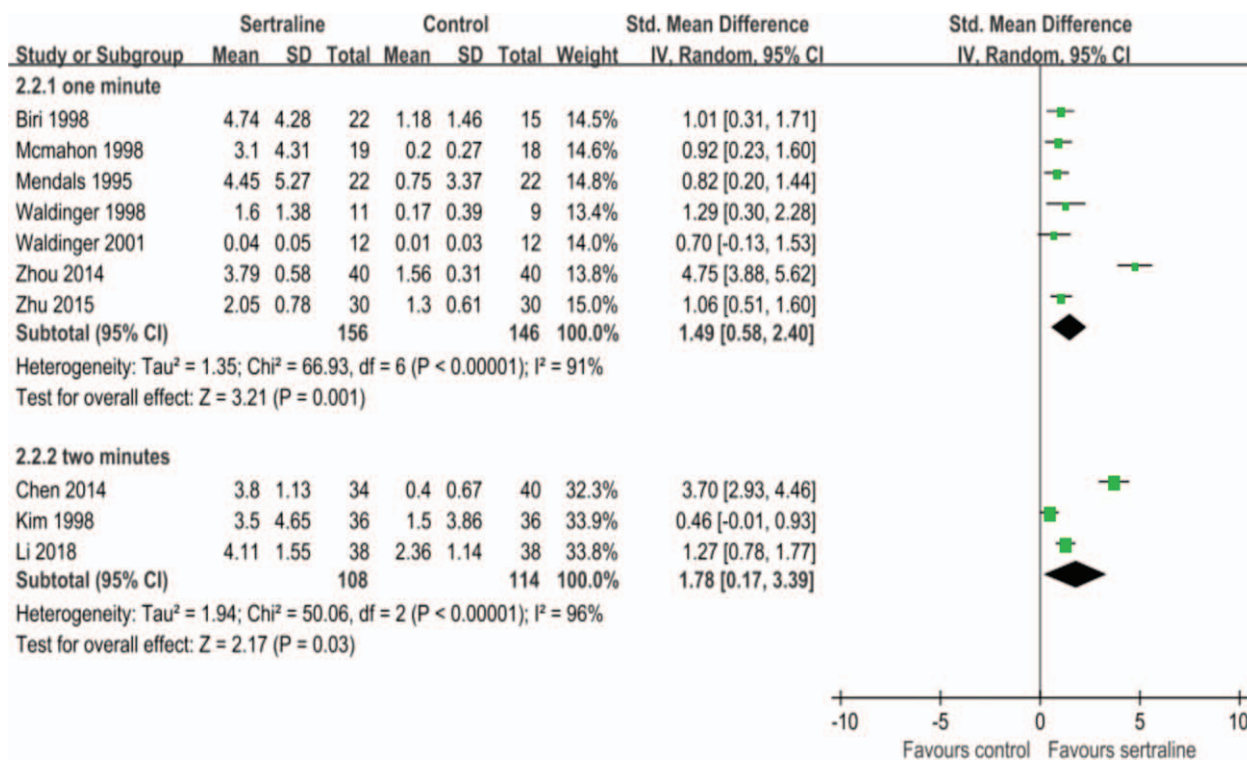 Sertraline Control Std. Mean Difference Std. Mean Difference
Study or Subgroup Mean SD Total Mean SD Total Weight IV, Random, 95% CI IV, Random, 95% CI
2.2.1 one minute
Biri 1998 4.74 4.28 22 1.18 1.46 15 14.5% 1.01 [0.31, 1.71]
Mcmahon 1998 3.1 4.31 19 0.2 0.27 18 14.6% 0.92 [0.23, 1.60]
Mendals 1995 4.45 5.27 22 0.75 3.37 22 14.8% 0.82 [0.20, 1.44]
Waldinger 1998 1.6 1.38 11 0.17 0.39 9 13.4% 1.29 [0.30, 2.28]
Waldinger 2001 0.04 0.05 12 0.01 0.03 12 14.0% 0.70 [-0.13, 1.53]
Zhou 2014 3.79 0.58 40 1.56 0.31 40 13.8% 4.75 [3.88, 5.62]
Zhu 2015 2.05 0.78 30 1.3 0.61 30 15.0% 1.06 [0.51, 1.60]
Subtotal (95% CI) 156 146 100.0% 1.49 [0.58, 2.40]
Heterogeneity: Tau² = 1.35; Chi² = 66.93, df = 6 (P < 0.00001); I² = 91%
Test for overall effect: Z = 3.21 (P = 0.001)
2.2.2 two minutes
Chen 2014 3.8 1.13 34 0.4 0.67 40 32.3% 3.70 [2.93, 4.46]
Kim 1998 3.5 4.65 36 1.5 3.86 36 33.9% 0.46 [-0.01, 0.93]
Li 2018 4.11 1.55 38 2.36 1.14 38 33.8% 1.27 [0.78, 1.77]
Subtotal (95% CI) 108 114 100.0% 1.78 [0.17, 3.39]
Heterogeneity: Tau² = 1.94; Chi² = 50.06, df = 2 (P < 0.00001); I² = 96%
Test for overall effect: Z = 2.17 (P = 0.03)
-10 -5 0 5 10
Favours control Favours sertraline